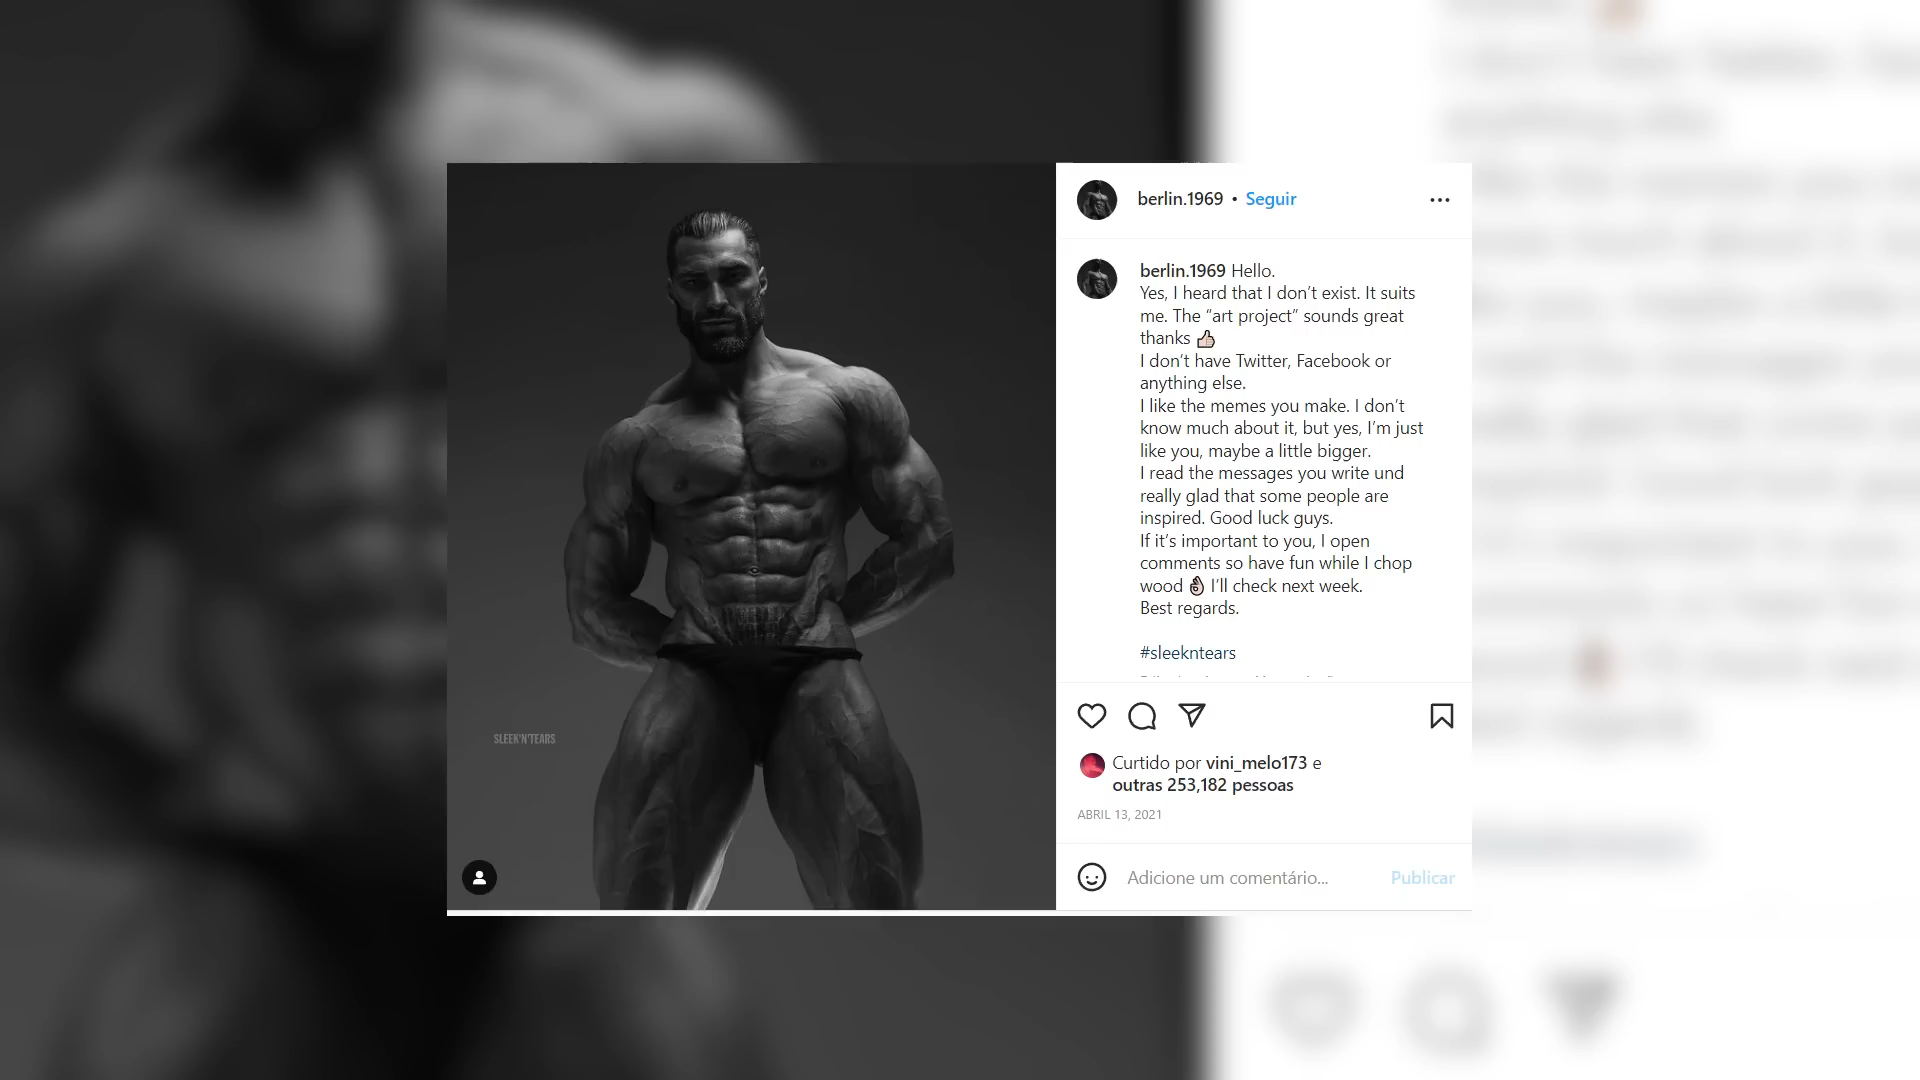 berlin.1969 • Seguir
berlin.1969 Hello.
Yes, I heard that I don’t exist. It suits
me. The “art project” sounds great
thanks 👍🏻
I don’t have Twitter, Facebook or
anything else.
I like the memes you make. I don’t
know much about it, but yes, I’m just
like you, maybe a little bigger.
I read the messages you write und
really glad that some people are
inspired. Good luck guys.
If it’s important to you, I open
comments so have fun while I chop
wood 👌🏻 I’ll check next week.
Best regards.
#sleekntears
SLEEK'N'TEARS
Curtido por vini_melo173 e
outras 253,182 pessoas
ABRIL 13, 2021
Adicione um comentário... Publicar